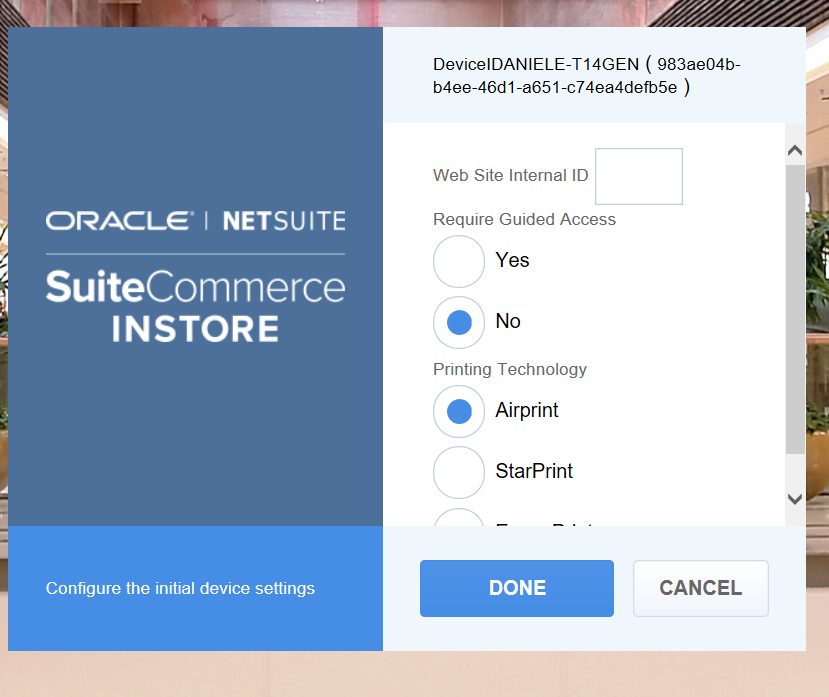 DeviceIDANIELE-T14GEN ( 983ae04b-
b4ee-46d1-a651-c74ea4defb5e )
ORACLE® | NETSUITE
SuiteCommerce
INSTORE
Web Site Internal ID
Require Guided Access
Yes
No
Printing Technology
Airprint
StarPrint
Configure the initial device settings
DONE
CANCEL